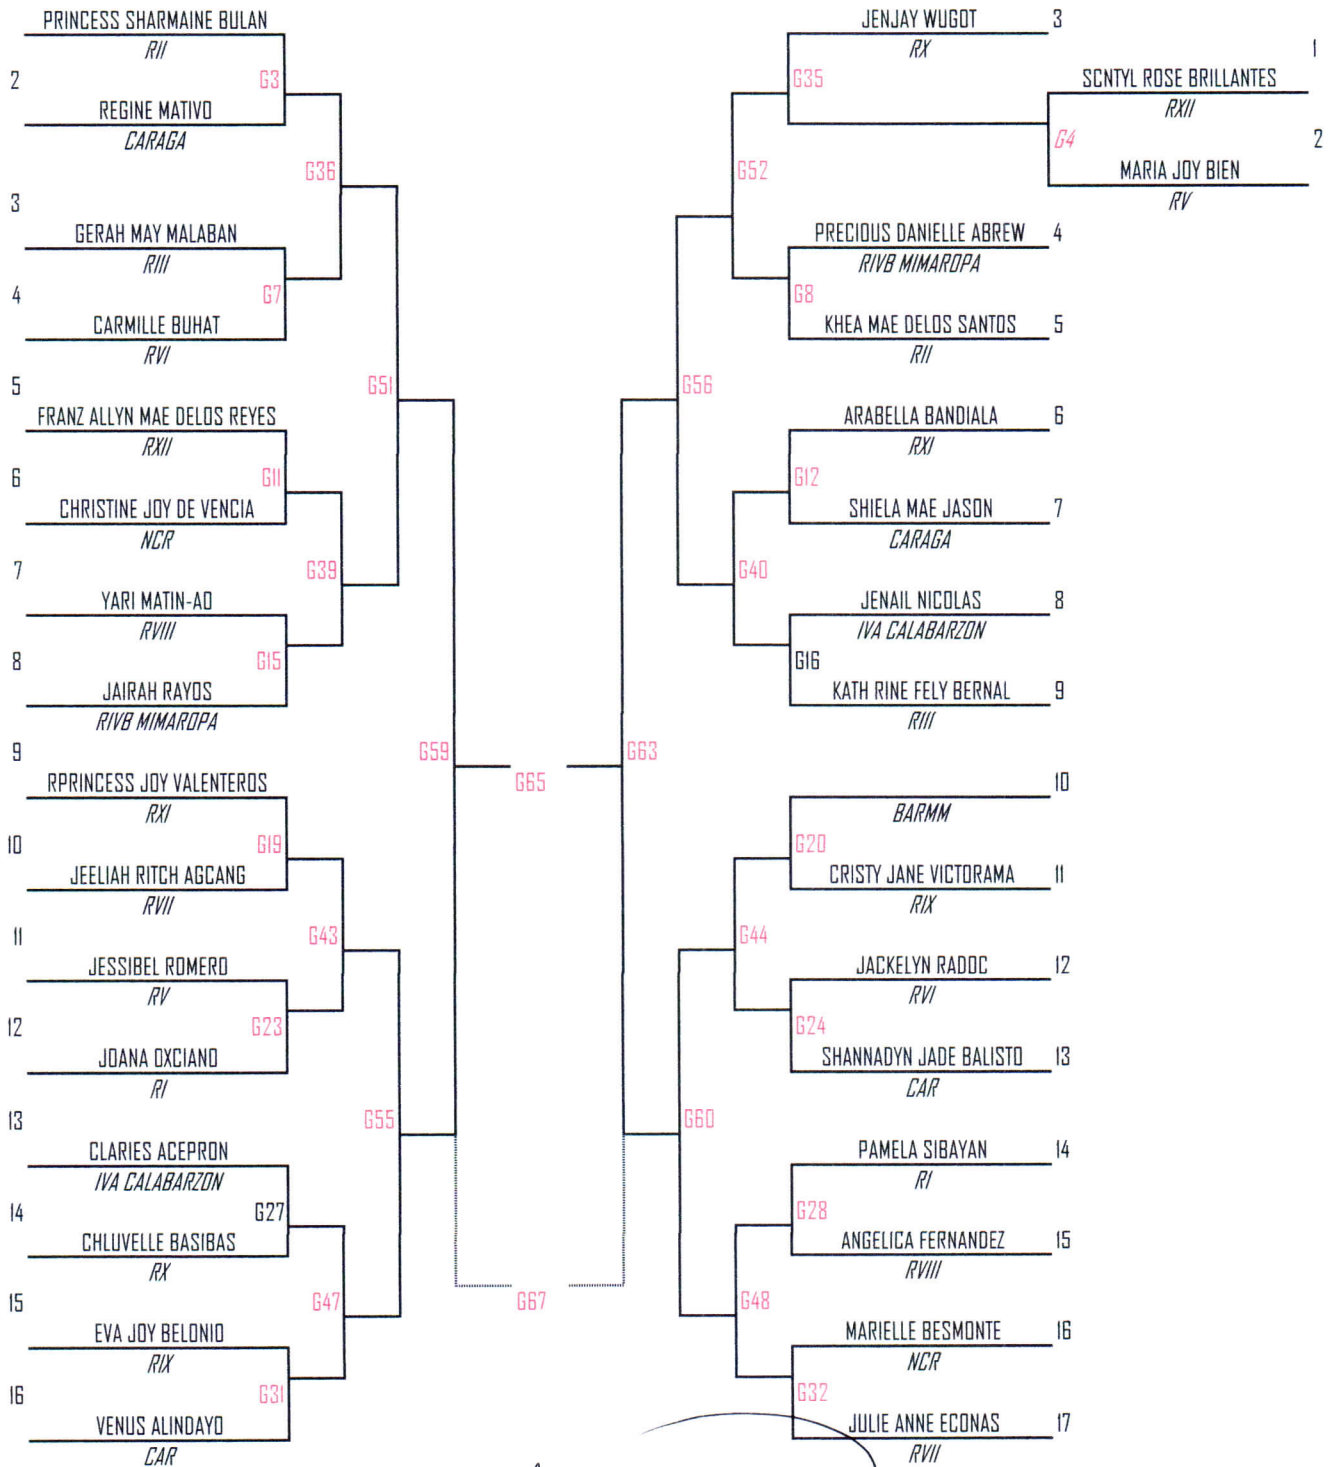 PRINCESS SHARMAINE BULAN
RII
2
G3
REGINE MATIVO
CARAGA
G36
3
GERAH MAY MALABAN
RIII
4
G7
CARMILLE BUHAT
RVI
5
G51
FRANZ ALLYN MAE DELOS REYES
RXII
6
G11
CHRISTINE JOY DE VENCIA
NCR
7
G39
YARI MATIN-AO
RVIII
8
G15
JAIRAH RAYOS
RIVB MIMAROPA
9
G59
RPRINCESS JOY VALENTEROS
RXI
10
G19
JEELIAH RITCH AGCANG
RVII
11
G43
JESSIBEL ROMERO
RV
12
G23
JOANA OXCIANO
RI
13
G55
CLARIES ACEPRON
IVA CALABARZON
14
G27
CHLUVELLE BASIBAS
RX
15
G47
EVA JOY BELONIO
RIX
16
G31
VENUS ALINDAYO
CAR
G65
G67
JENJAY WUGOT 3
RX
G35
1
SCNTYL ROSE BRILLANTES
RXII
G4
2
MARIA JOY BIEN
RV
G52
PRECIOUS DANIELLE ABREW 4
RIVB MIMAROPA
G8
KHEA MAE DELOS SANTOS 5
RII
G56
ARABELLA BANDIALA 6
RXI
G12
SHIELA MAE JASON 7
CARAGA
G40
JENAIL NICOLAS 8
IVA CALABARZON
G16
KATH RINE FELY BERNAL 9
RIII
G63
10
BARMM
G20
CRISTY JANE VICTORAMA 11
RIX
G44
JACKELYN RADOC 12
RVI
G24
SHANNADYN JADE BALISTO 13
CAR
G60
PAMELA SIBAYAN 14
RI
G28
ANGELICA FERNANDEZ 15
RVIII
G48
MARIELLE BESMONTE 16
NCR
G32
JULIE ANNE ECONAS 17
RVII